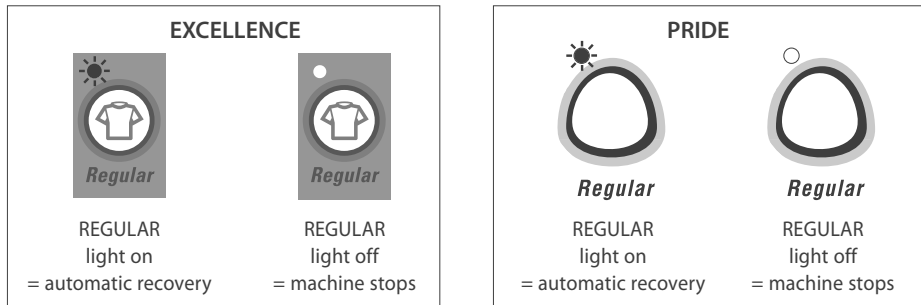 EXCELLENCE
Regular
Regular
REGULAR
light on
= automatic recovery
REGULAR
light off
= machine stops
PRIDE
Regular
Regular
REGULAR
light on
= automatic recovery
REGULAR
light off
= machine stops